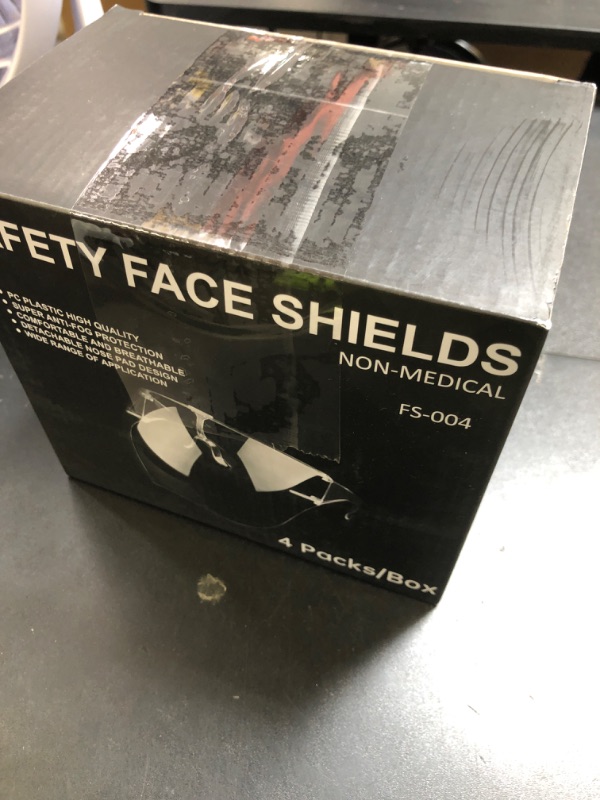 FETY FACE SHIELDS
NON-MEDICAL
FS-004
• PC PLASTIC HIGH QUALITY
• SUPER ANTI-FOG PROTECTION
• COMFORTABLE AND BREATHABLE
• DETACHABLE NOSE PAD DESIGN
• WIDE RANGE OF APPLICATION
4 Packs/Box